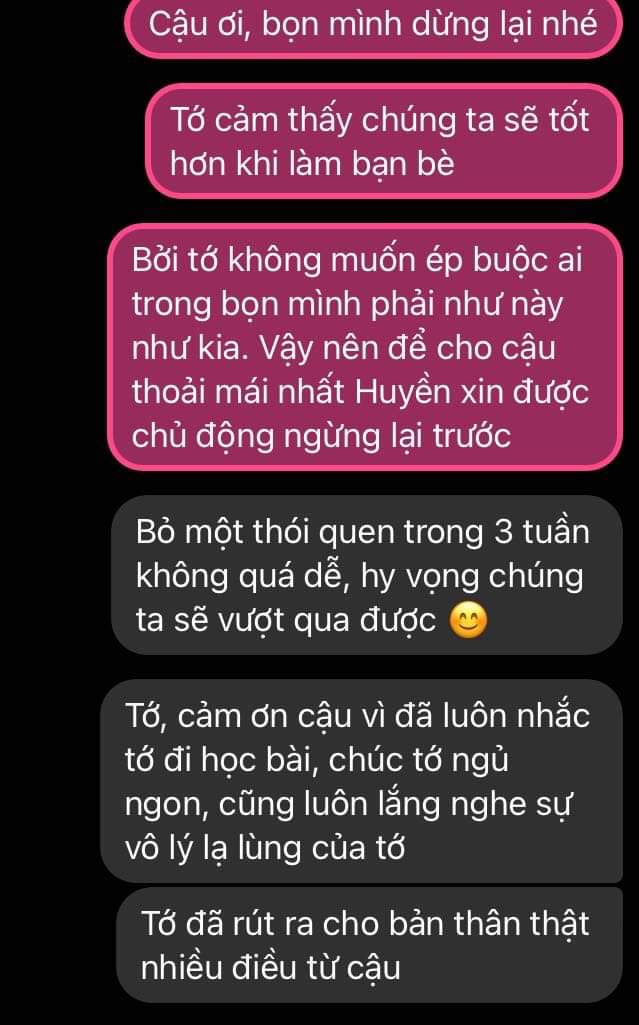 Cậu ơi, bọn mình dừng lại nhé
Tớ cảm thấy chúng ta sẽ tốt
hơn khi làm bạn bè
Bởi tớ không muốn ép buộc ai
trong bọn mình phải như này
như kia. Vậy nên để cho cậu
thoải mái nhất Huyền xin được
chủ động ngừng lại trước
Bỏ một thói quen trong 3 tuần
không quá dễ, hy vọng chúng
ta sẽ vượt qua được 😊
Tớ, cảm ơn cậu vì đã luôn nhắc
tớ đi học bài, chúc tớ ngủ
ngon, cũng luôn lắng nghe sự
vô lý lạ lùng của tớ
Tớ đã rút ra cho bản thân thật
nhiều điều từ cậu